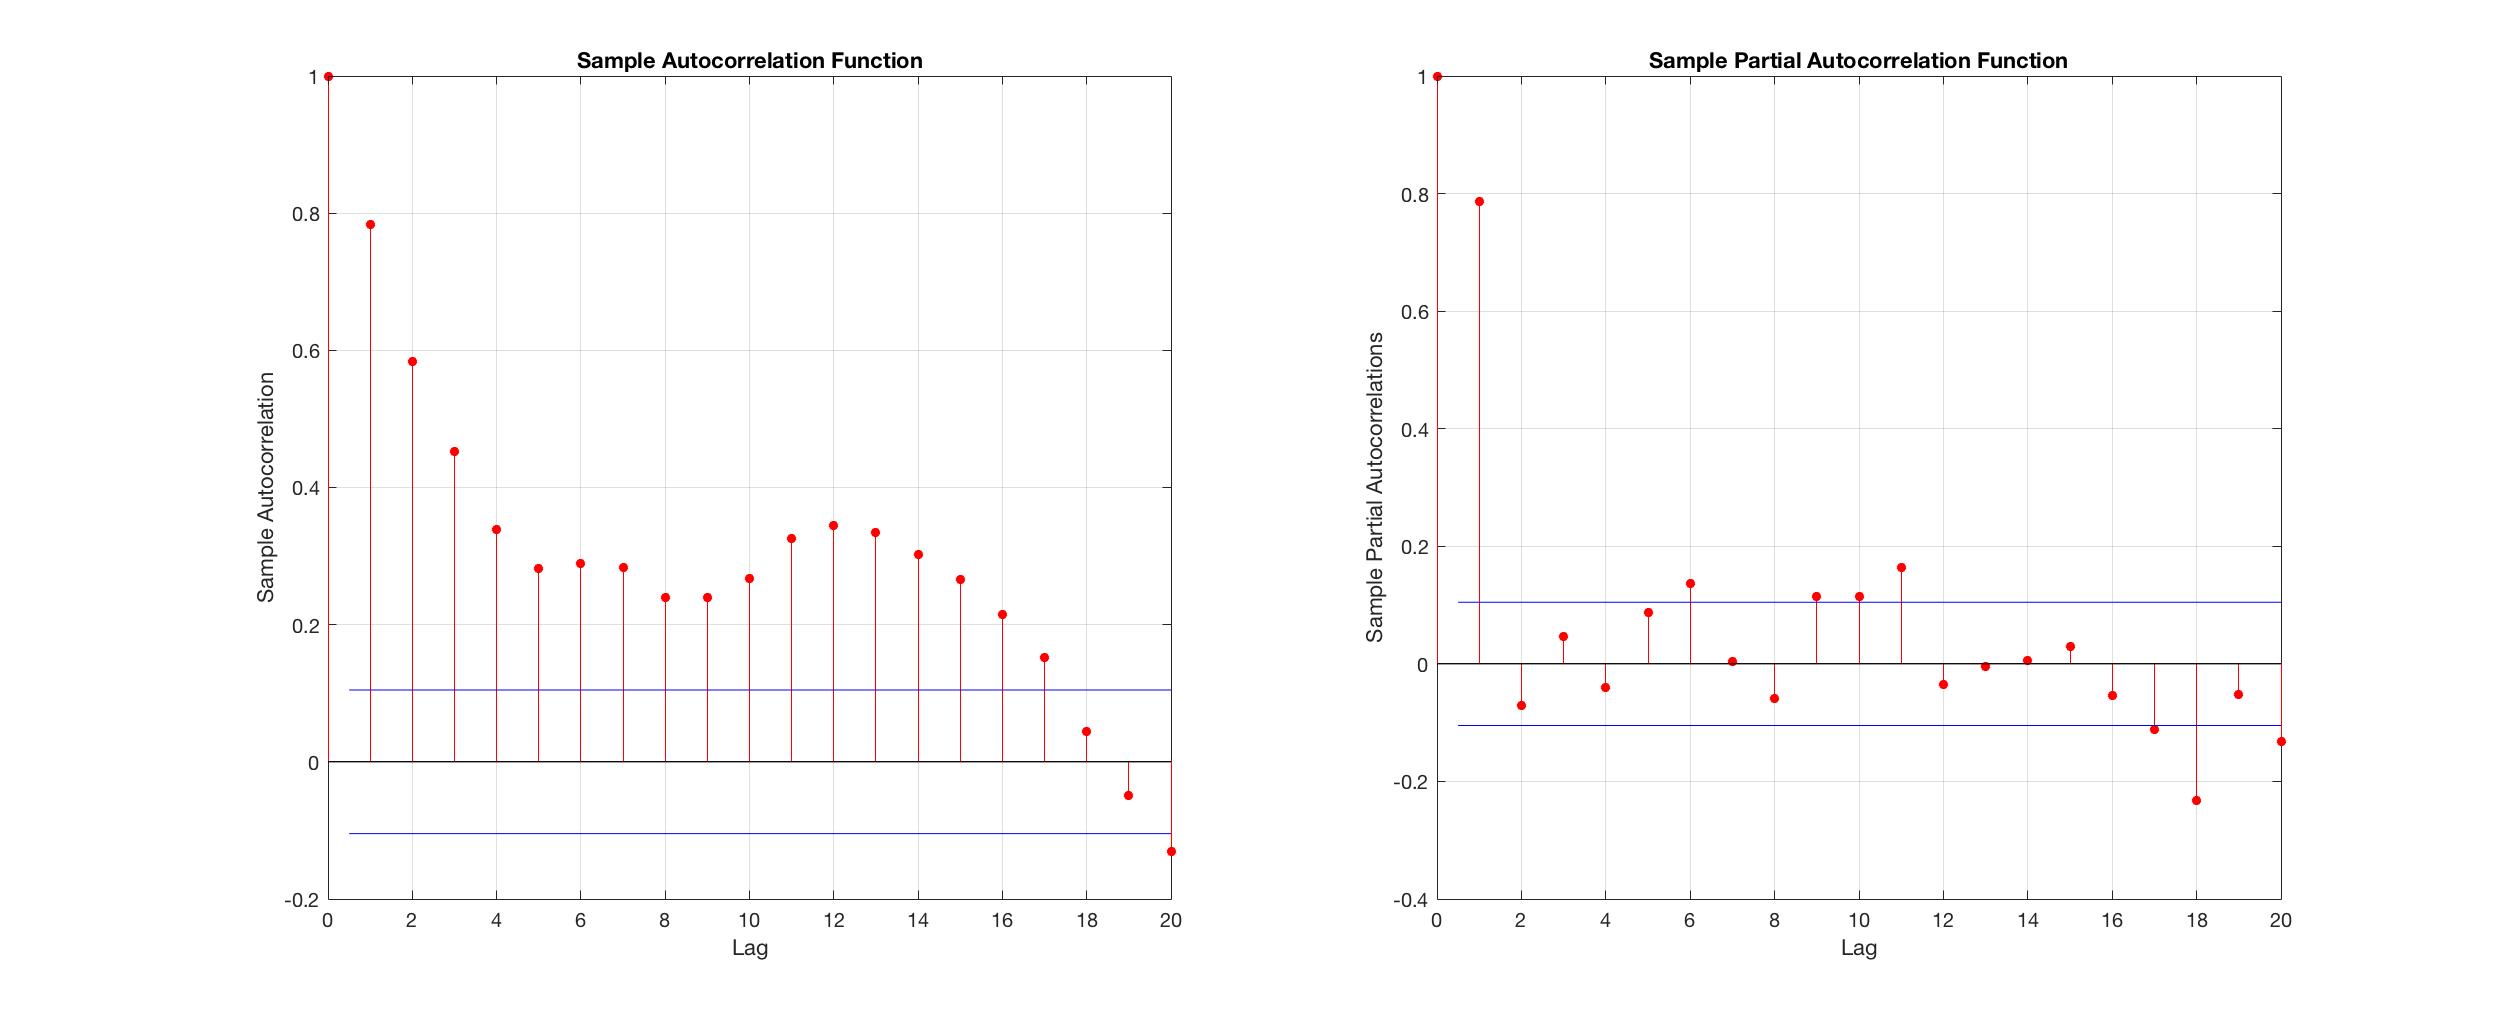 Sample Autocorrelation Function
1
0.8
0.6
0.4
0.2
0
-0.2
Sample Autocorrelation
0 2 4 6 8 10 12 14 16 18 20
Lag
Sample Partial Autocorrelation Function
1
0.8
0.6
0.4
0.2
0
-0.2
-0.4
Sample Partial Autocorrelations
0 2 4 6 8 10 12 14 16 18 20
Lag